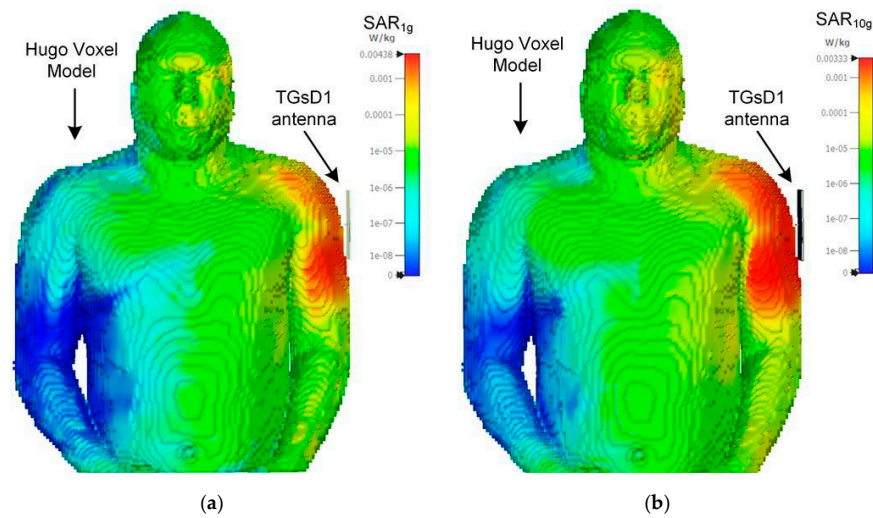 SAR1g
W/kg
0.00438
0.001
0.0001
1e-05
1e-06
1e-07
1e-08
0
Hugo Voxel
Model
TGsD1
antenna
(a)
SAR10g
W/kg
0.00333
0.001
0.0001
1e-05
1e-06
1e-07
1e-08
0
Hugo Voxel
Model
TGsD1
antenna
(b)